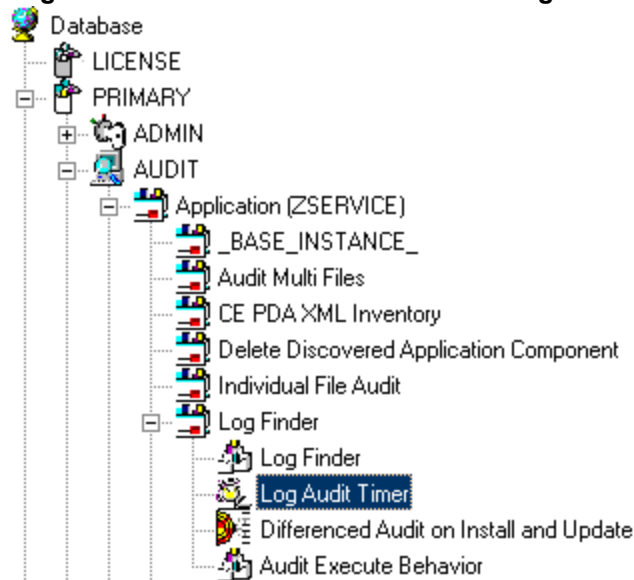 Database
LICENSE
PRIMARY
ADMIN
AUDIT
Application (ZSERVICE)
_BASE_INSTANCE_
Audit Multi Files
CE PDA XML Inventory
Delete Discovered Application Component
Individual File Audit
Log Finder
Log Finder
Log Audit Timer
Differenced Audit on Install and Update
Audit Execute Behavior